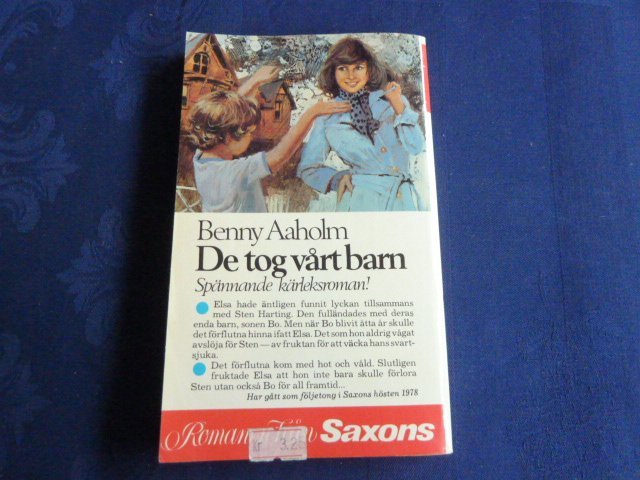 Benny Aaholm
De tog vårt barn
Spännande kärleksroman!
Elsa hade äntligen funnit lyckan tillsammans
med Sten Harting. Den fulländades med deras
enda barn, sonen Bo. Men när Bo blivit åtta år skulle
det förflutna hinna ifatt Elsa. Det som hon aldrig vågat
avslöja för Sten — av fruktan för att väcka hans svart-
sjuka.
Det förflutna kom med hot och våld. Slutligen
fruktade Elsa att hon inte bara skulle förlora
Sten utan också Bo för all framtid...
Har gått som följetong i Saxons hösten 1978
Saxons
kr